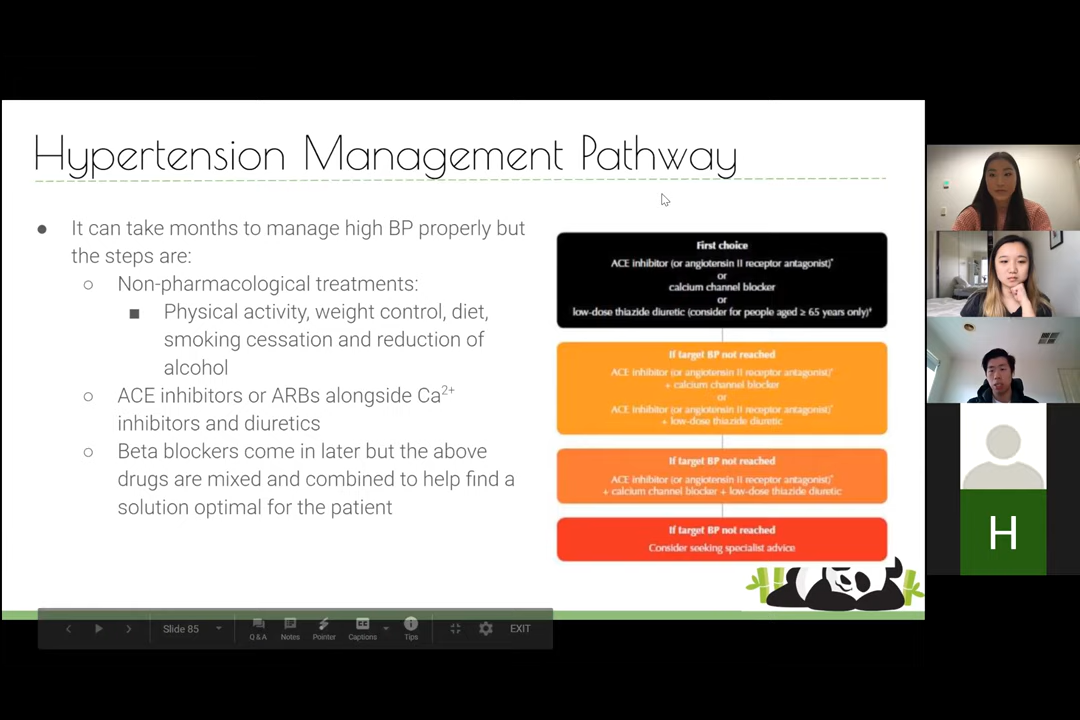 Hypertension Management Pathway
● It can take months to manage high BP properly but
the steps are:
○ Non-pharmacological treatments:
■ Physical activity, weight control, diet,
smoking cessation and reduction of
alcohol
○ ACE inhibitors or ARBs alongside Ca²⁺
inhibitors and diuretics
○ Beta blockers come in later but the above
drugs are mixed and combined to help find a
solution optimal for the patient
First choice
ACE inhibitor (or angiotensin II receptor antagonist)*
or
calcium channel blocker
or
low-dose thiazide diuretic (consider for people aged ≥ 65 years only)
If target BP not reached
ACE inhibitor (or angiotensin II receptor antagonist)*
+ calcium channel blocker
or
ACE inhibitor (or angiotensin II receptor antagonist)*
+ low-dose thiazide diuretic
If target BP not reached
ACE inhibitor (or angiotensin II receptor antagonist)*
+ calcium channel blocker + low-dose thiazide diuretic
If target BP not reached
Consider seeking specialist advice
Slide 85
Q&A
Notes
Pointer
Captions
Tips
EXIT
H